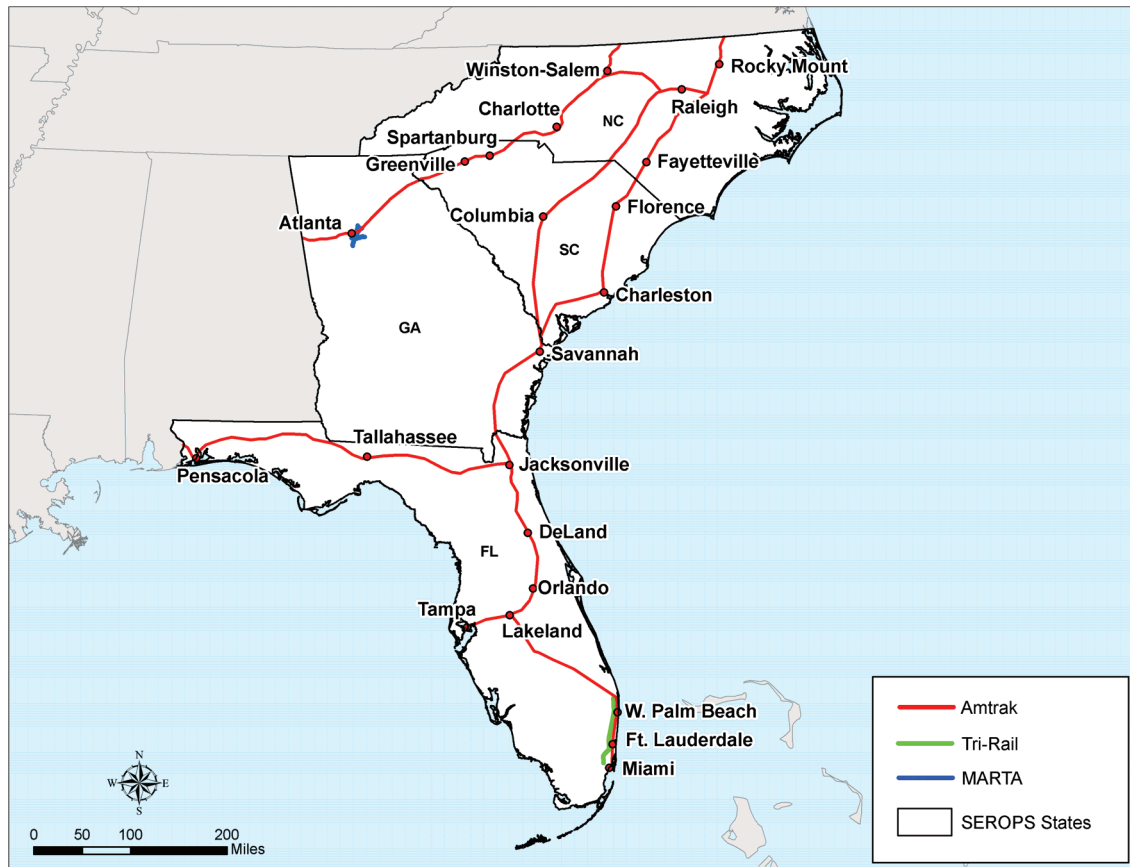 Winston-Salem
Rocky Mount
Charlotte
Raleigh
NC
Spartanburg
Greenville
Fayetteville
Florence
Columbia
Atlanta
SC
Charleston
GA
Savannah
Tallahassee
Jacksonville
Pensacola
DeLand
FL
Orlando
Tampa
Lakeland
W. Palm Beach
Ft. Lauderdale
Miami
Amtrak
Tri-Rail
MARTA
SEROPS States
N
W E
S
0 50 100 200
Miles